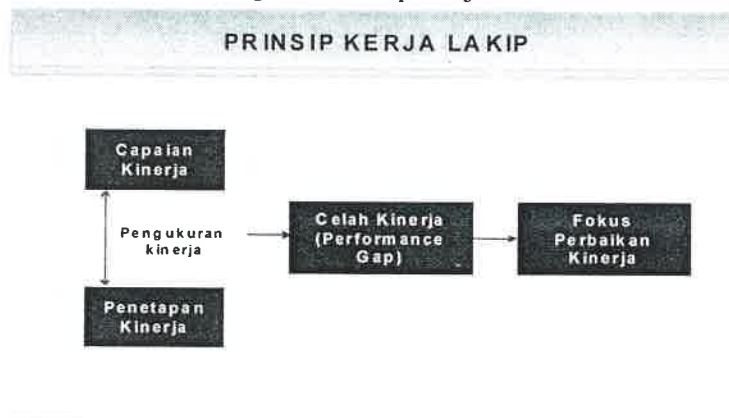 PRINSIP KERJA LAKIP
Capaian
Kinerja
Pengukuran
kinerja
Penetapan
Kinerja
Celah Kinerja
(Performance
Gap)
Fokus
Perbaikan
Kinerja